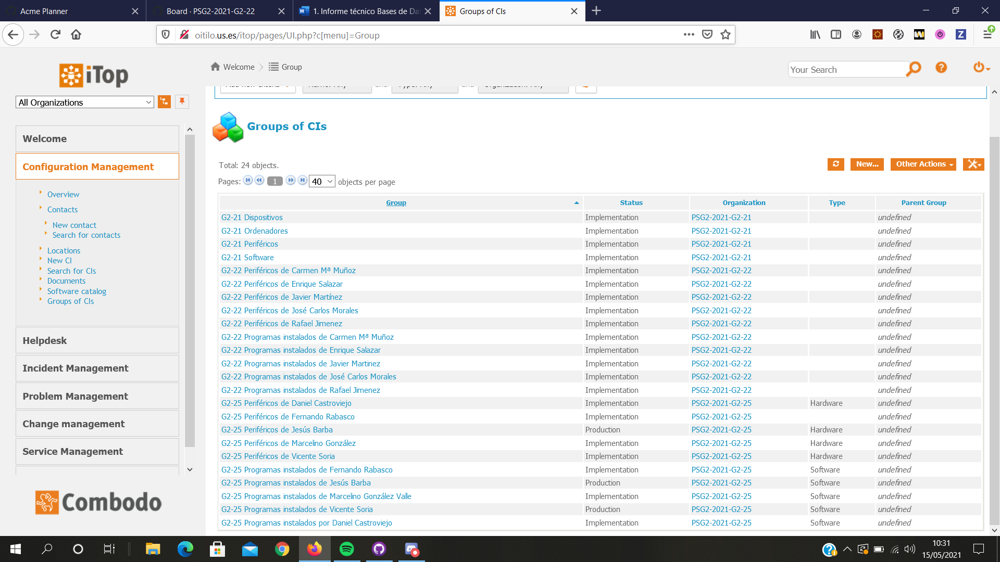 Acme Planner
Board · PSG2-2021-G2-22
1. Informe técnico Bases de Da
Groups of CIs
oitilo.us.es/itop/pages/UI.php?c[menu]=Group
iTop
Welcome
Group
Your Search
All Organizations
Welcome
Configuration Management
Overview
Contacts
New contact
Search for contacts
Locations
New CI
Search for CIs
Documents
Software catalog
Groups of CIs
Helpdesk
Incident Management
Problem Management
Change management
Service Management
Combodo
Groups of CIs
Total: 24 objects.
New... Other Actions
Pages: 1 40 objects per page
Group Status Organization Type Parent Group
G2-21 Dispositivos Implementation PSG2-2021-G2-21 undefined
G2-21 Ordenadores Implementation PSG2-2021-G2-21 undefined
G2-21 Periféricos Implementation PSG2-2021-G2-21 undefined
G2-21 Software Implementation PSG2-2021-G2-21 undefined
G2-22 Periféricos de Carmen Mª Muñoz Implementation PSG2-2021-G2-22 undefined
G2-22 Periféricos de Enrique Salazar Implementation PSG2-2021-G2-22 undefined
G2-22 Periféricos de Javier Martínez Implementation PSG2-2021-G2-22 undefined
G2-22 Periféricos de José Carlos Morales Implementation PSG2-2021-G2-22 undefined
G2-22 Periféricos de Rafael Jimenez Implementation PSG2-2021-G2-22 undefined
G2-22 Programas instalados de Carmen Mª Muñoz Implementation PSG2-2021-G2-22 undefined
G2-22 Programas instalados de Enrique Salazar Implementation PSG2-2021-G2-22 undefined
G2-22 Programas instalados de Javier Martinez Implementation PSG2-2021-G2-22 undefined
G2-22 Programas instalados de José Carlos Morales Implementation PSG2-2021-G2-22 undefined
G2-22 Programas instalados de Rafael Jimenez Implementation PSG2-2021-G2-22 undefined
G2-25 Periféricos de Daniel Castroviejo Implementation PSG2-2021-G2-25 Hardware undefined
G2-25 Periféricos de Fernando Rabasco Implementation PSG2-2021-G2-25 undefined
G2-25 Periféricos de Jesús Barba Production PSG2-2021-G2-25 Hardware undefined
G2-25 Periféricos de Marcelino González Implementation PSG2-2021-G2-25 Hardware undefined
G2-25 Periféricos de Vicente Soria Implementation PSG2-2021-G2-25 Hardware undefined
G2-25 Programas instalados de Fernando Rabasco Implementation PSG2-2021-G2-25 Software undefined
G2-25 Programas instalados de Jesús Barba Production PSG2-2021-G2-25 Software undefined
G2-25 Programas instalados de Marcelino González Valle Implementation PSG2-2021-G2-25 Software undefined
G2-25 Programas instalados de Vicente Soria Production PSG2-2021-G2-25 Software undefined
G2-25 Programas instalados por Daniel Castroviejo Implementation PSG2-2021-G2-25 Software undefined
10:31
15/05/2021